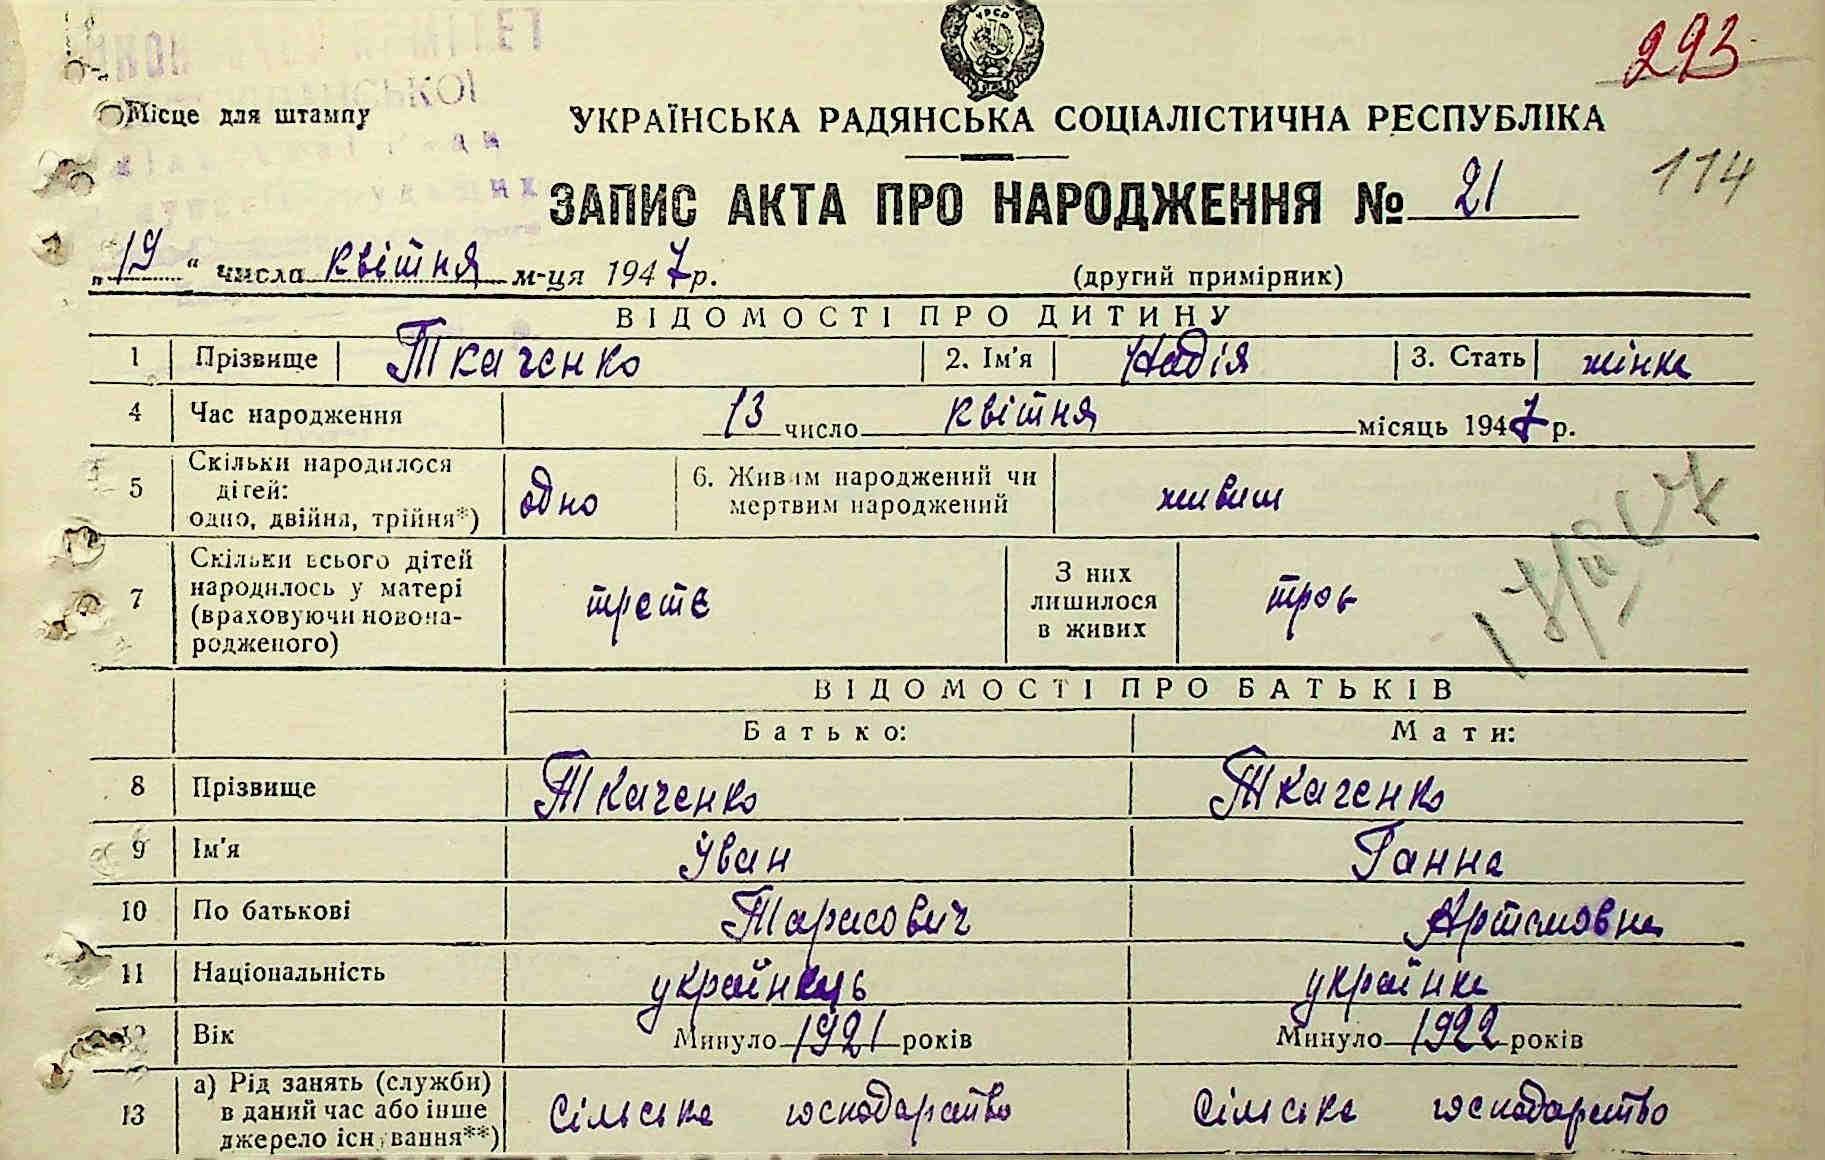 293
Місце для штампу
УКРАЇНСЬКА РАДЯНСЬКА СОЦІАЛІСТИЧНА РЕСПУБЛІКА
114
ЗАПИС АКТА ПРО НАРОДЖЕННЯ № 21
„19" числа квітня м-ця 1947 р. (другий примірник)
ВІДОМОСТІ ПРО ДИТИНУ
1 Прізвище Ткаченко 2. Ім'я Надія 3. Стать жінка
4 Час народження 13 число квітня місяць 1947 р.
5 Скільки народилося дітей: одно, двійня, трійня*) одно 6. Живим народжений чи мертвим народжений живим
7 Скільки всього дітей народилось у матері (враховуючи новонародженого) третє З них лишилося в живих троє
ВІДОМОСТІ ПРО БАТЬКІВ
Батько: Мати:
8 Прізвище Ткаченко Ткаченко
9 Ім'я Іван Ганна
10 По батькові Тарасович Артемовна
11 Національність українець українка
12 Вік Минуло 1921 років Минуло 1922 років
13 а) Рід занять (служби) в даний час або інше джерело існування**) Сільське господарство Сільське господарство